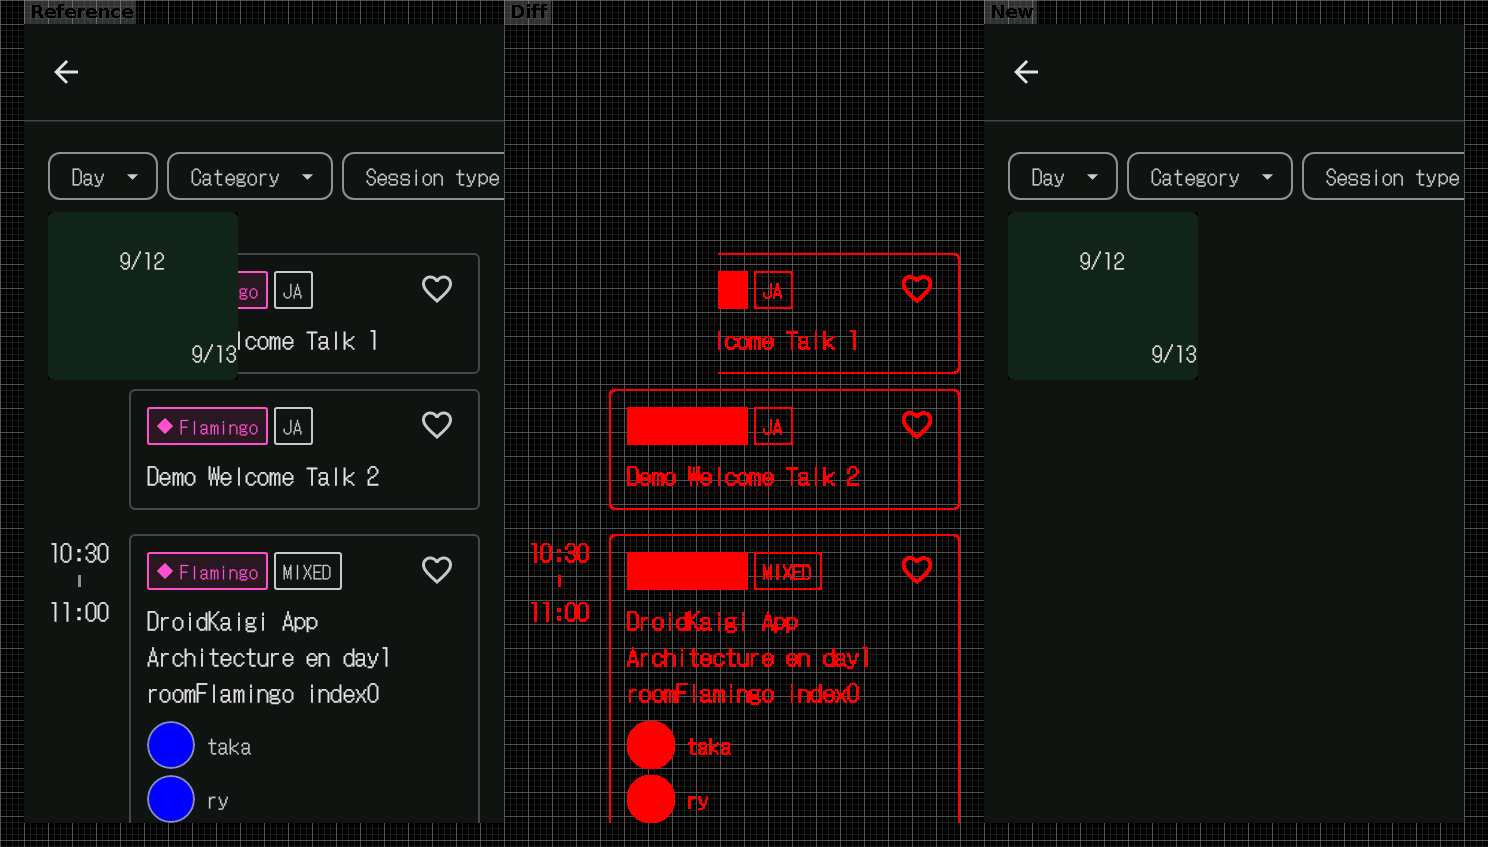 Reference
Day
Category
Session type
9/12
go
JA
lcome Talk 1
9/13
Flamingo
JA
Demo Welcome Talk 2
10:30
11:00
Flamingo
MIXED
DroidKaigi App
Architecture en day1
roomFlamingo index0
taka
ry
Diff
JA
lcome Talk 1
JA
Demo Welcome Talk 2
10:30
11:00
MIXED
DroidKaigi App
Architecture en day1
roomFlamingo index0
taka
ry
New
Day
Category
Session type
9/12
9/13